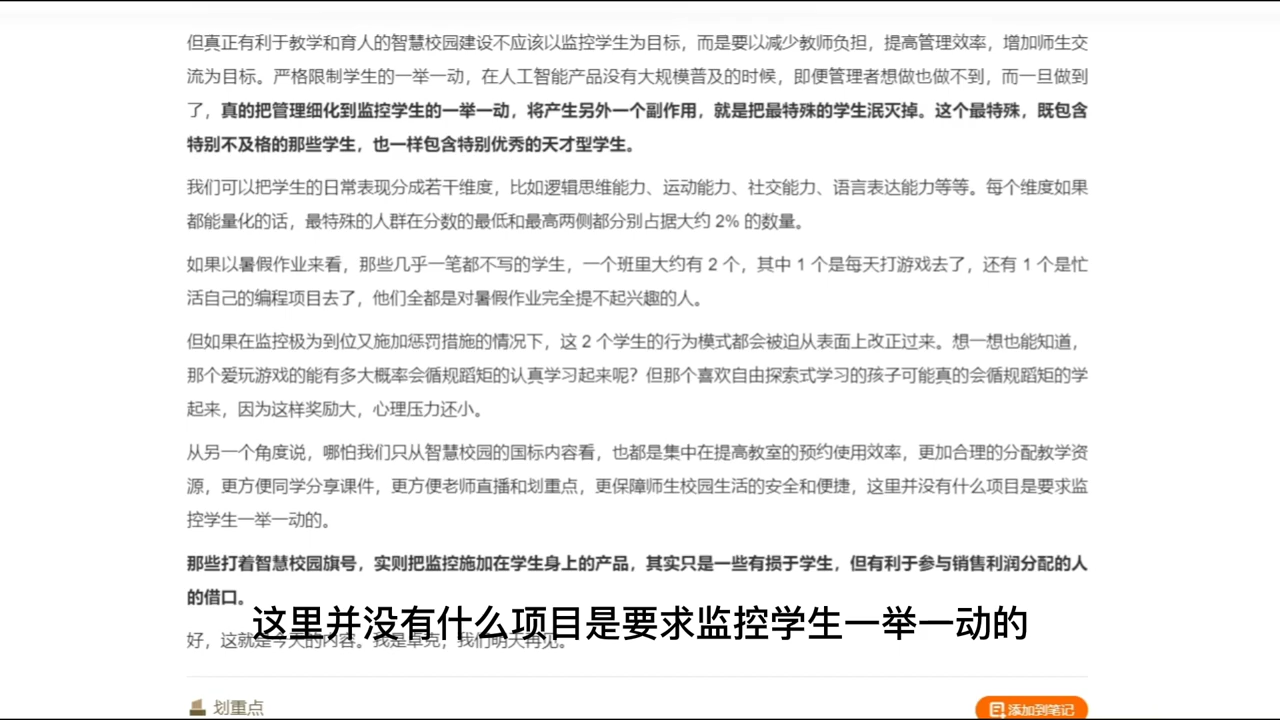 但真正有利于教学和育人的智慧校园建设不应该以监控学生为目标，而是要以减少教师负担，提高管理效率，增加师生交
流为目标。严格限制学生的一举一动，在人工智能产品没有大规模普及的时候，即便管理者想做也做不到，而一旦做到
了，真的把管理细化到监控学生的一举一动，将产生另外一个副作用，就是把最特殊的学生泯灭掉。这个最特殊，既包含
特别不及格的那些学生，也一样包含特别优秀的天才型学生。
我们可以把学生的日常表现分成若干维度，比如逻辑思维能力、运动能力、社交能力、语言表达能力等等。每个维度如果
都能量化的话，最特殊的人群在分数的最低和最高两侧都分别占据大约 2% 的数量。
如果以暑假作业来看，那些几乎一笔都不写的学生，一个班里大约有 2 个，其中 1 个是每天打游戏去了，还有 1 个是忙
活自己的编程项目去了，他们全都是对暑假作业完全提不起兴趣的人。
但如果在监控极为到位又施加惩罚措施的情况下，这 2 个学生的行为模式都会被迫从表面上改正过来。想一想也能知道，
那个爱玩游戏的能有多大概率会循规蹈矩的认真学习起来呢？但那个喜欢自由探索式学习的孩子可能真的会循规蹈矩的学
起来，因为这样奖励大，心理压力还小。
从另一个角度说，哪怕我们只从智慧校园的国标内容看，也都是集中在提高教室的预约使用效率，更加合理的分配教学资
源，更方便同学分享课件，更方便老师直播和划重点，更保障师生校园生活的安全和便捷，这里并没有什么项目是要求监
控学生一举一动的。
那些打着智慧校园旗号，实则把监控施加在学生身上的产品，其实只是一些有损于学生，但有利于参与销售利润分配的人
的借口。
这里并没有什么项目是要求监控学生一举一动的
好，这就是今天的内容。我是卓克，我们明天再见。
划重点
添加到笔记